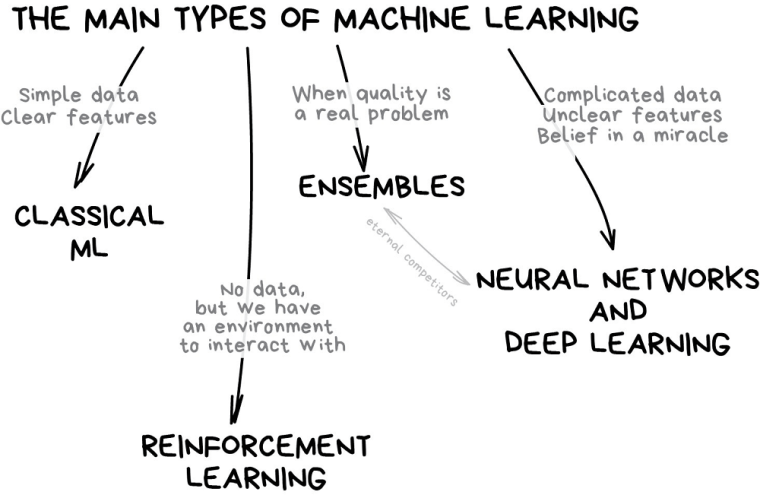 THE MAIN TYPES OF MACHINE LEARNING
Simple data
Clear features
CLASSICAL
ML
When quality is
a real problem
ENSEMBLES
Complicated data
Unclear features
Belief in a miracle
eternal competitors
NEURAL NETWORKS
AND
DEEP LEARNING
No data,
but we have
an environment
to interact with
REINFORCEMENT
LEARNING